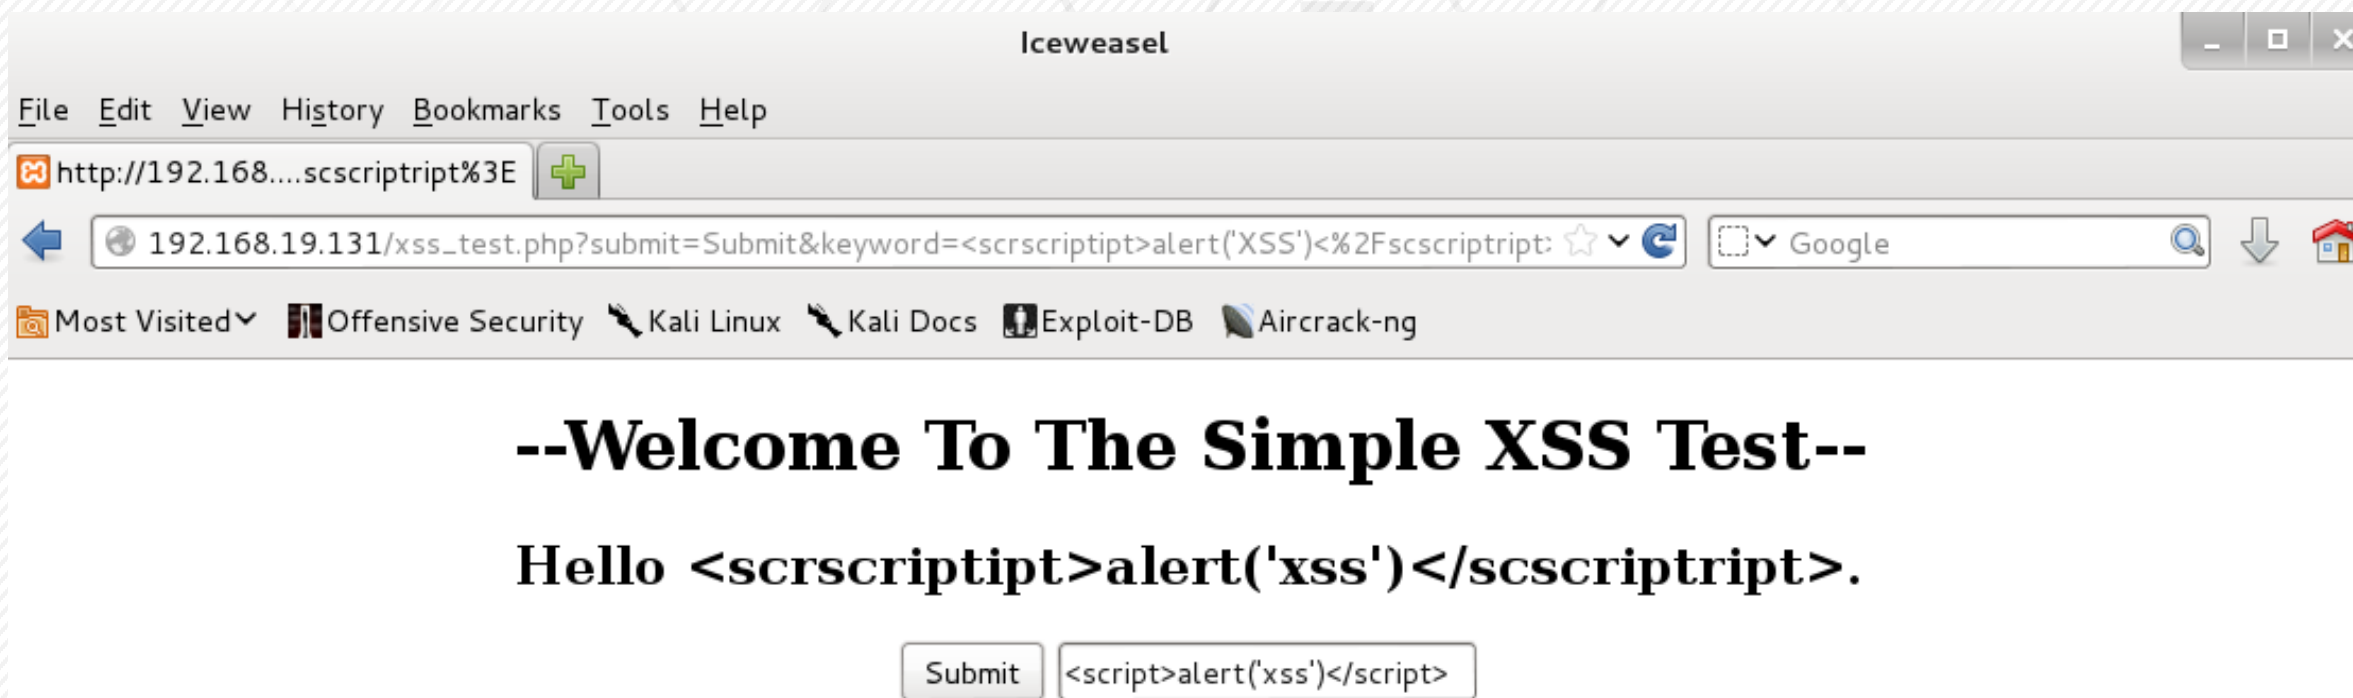 Iceweasel
File Edit View History Bookmarks Tools Help
http://192.168....scscriptript%3E
192.168.19.131/xss_test.php?submit=Submit&keyword=<scrscriptipt>alert('XSS')<%2Fscscriptript>
Google
Most Visited Offensive Security Kali Linux Kali Docs Exploit-DB Aircrack-ng
--Welcome To The Simple XSS Test--
Hello <scrscriptipt>alert('xss')</scscriptript>.
Submit <script>alert('xss')</script>